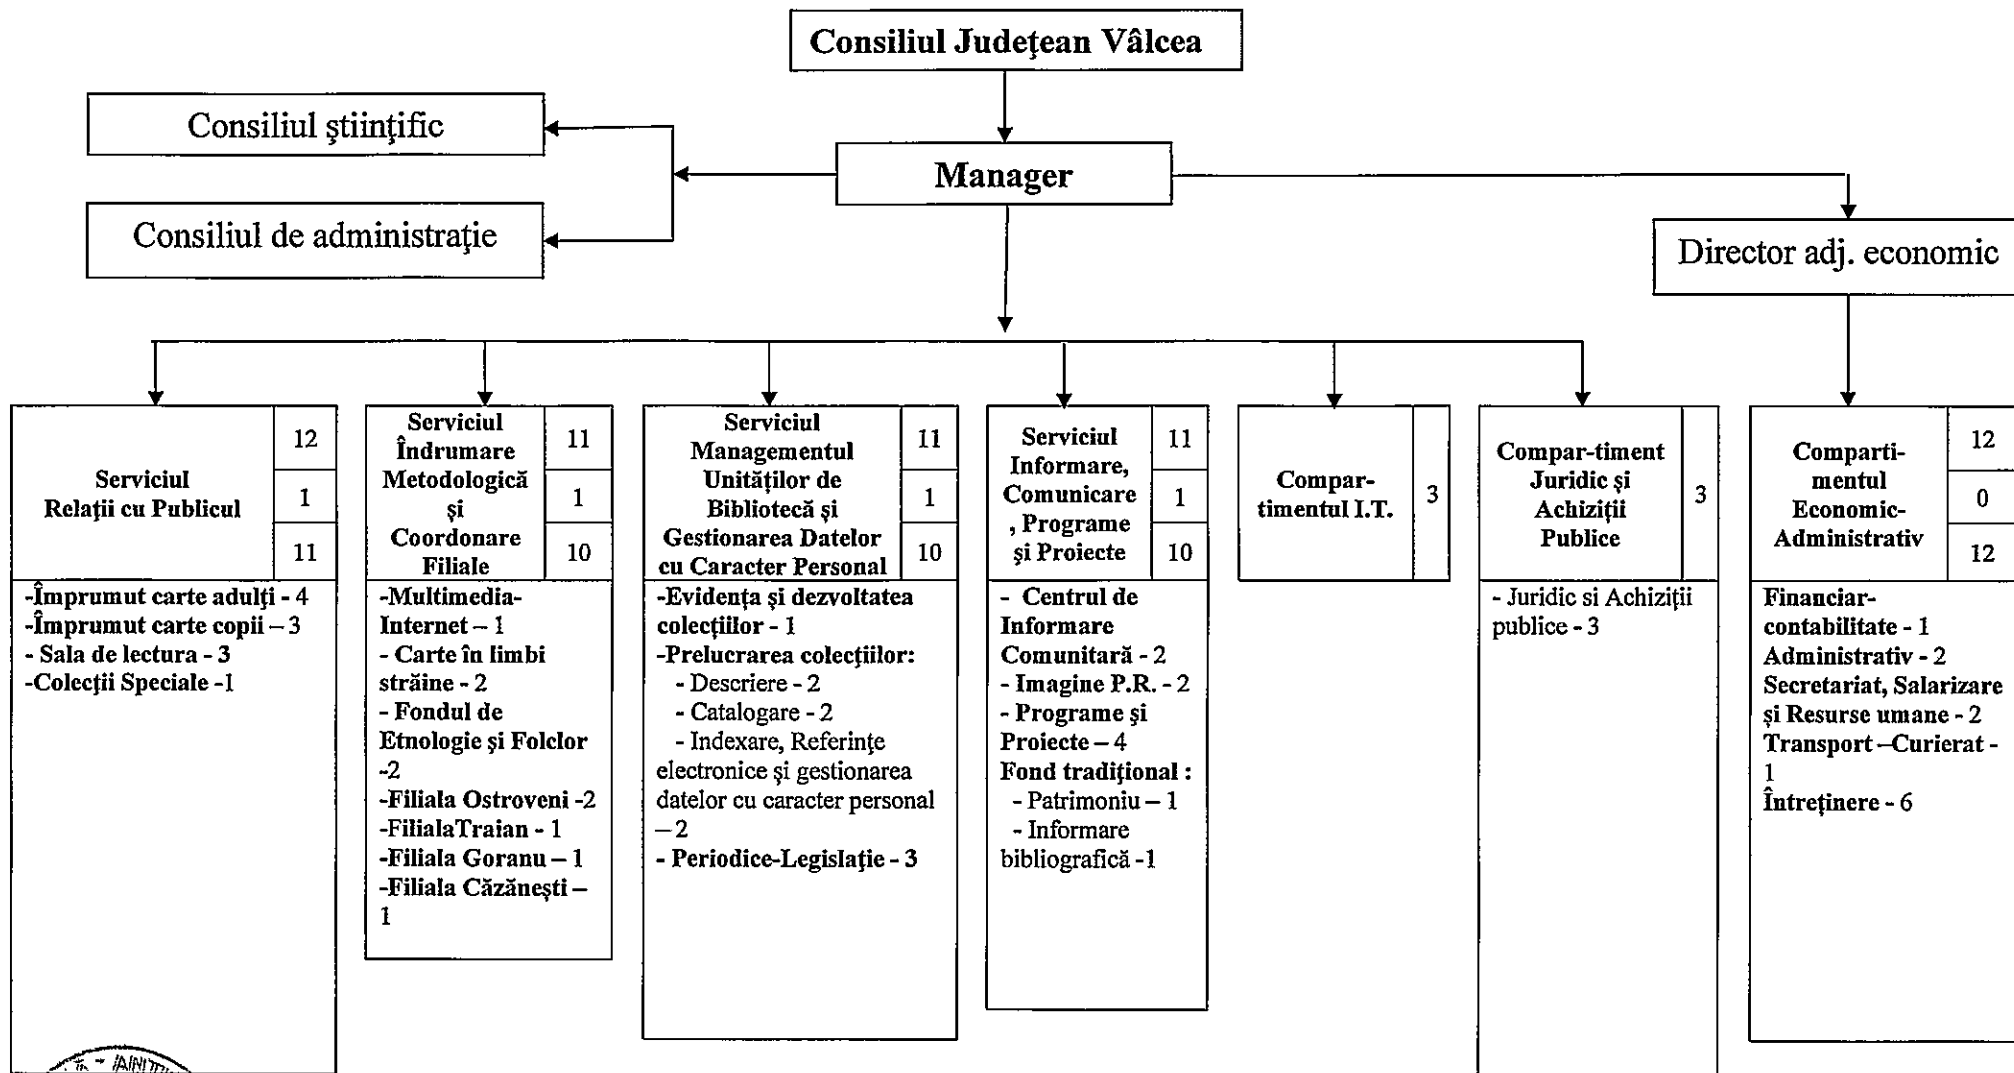 Consiliul Judeţean Vâlcea
Consiliul ştiinţific
Manager
Consiliul de administraţie
Director adj. economic
Serviciul
Relaţii cu Publicul
12
1
11
-Împrumut carte adulţi - 4
-Împrumut carte copii – 3
- Sala de lectura - 3
-Colecţii Speciale -1
Serviciul
Îndrumare
Metodologică
şi
Coordonare
Filiale
11
1
10
-Multimedia-
Internet – 1
- Carte în limbi
străine - 2
- Fondul de
Etnologie şi Folclor
-2
-Filiala Ostroveni -2
-FilialaTraian - 1
-Filiala Goranu – 1
-Filiala Căzăneşti –
1
Serviciul
Managementul
Unităţilor de
Bibliotecă şi
Gestionarea Datelor
cu Caracter Personal
11
1
10
-Evidenţa şi dezvoltatea
colecţiilor - 1
-Prelucrarea colecţiilor:
- Descriere - 2
- Catalogare - 2
- Indexare, Referinţe
electronice şi gestionarea
datelor cu caracter personal
– 2
- Periodice-Legislaţie - 3
Serviciul
Informare,
Comunicare
, Programe
şi Proiecte
11
1
10
- Centrul de
Informare
Comunitară - 2
- Imagine P.R. - 2
- Programe şi
Proiecte – 4
Fond tradiţional :
- Patrimoniu – 1
- Informare
bibliografică -1
Compar-
timentul I.T.
3
Compar-timent
Juridic şi
Achiziţii
Publice
3
- Juridic si Achiziţii
publice - 3
Comparti-
mentul
Economic-
Administrativ
12
0
12
Financiar-
contabilitate - 1
Administrativ - 2
Secretariat, Salarizare
şi Resurse umane - 2
Transport –Curierat -
1
Întreţinere - 6